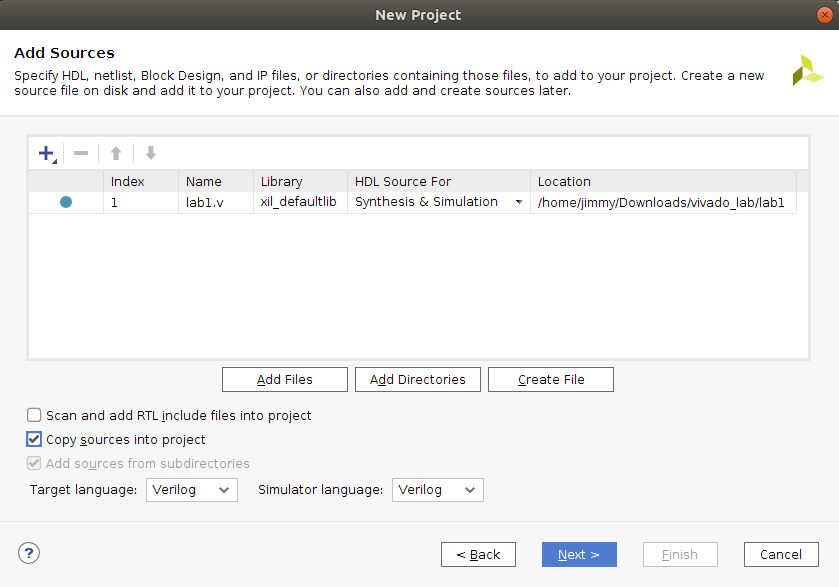 New Project
Add Sources
Specify HDL, netlist, Block Design, and IP files, or directories containing those files, to add to your project. Create a new
source file on disk and add it to your project. You can also add and create sources later.
Index Name Library HDL Source For Location
1 lab1.v xil_defaultlib Synthesis & Simulation /home/jimmy/Downloads/vivado_lab/lab1
Add Files Add Directories Create File
Scan and add RTL include files into project
Copy sources into project
Add sources from subdirectories
Target language: Verilog Simulator language: Verilog
? < Back Next > Finish Cancel